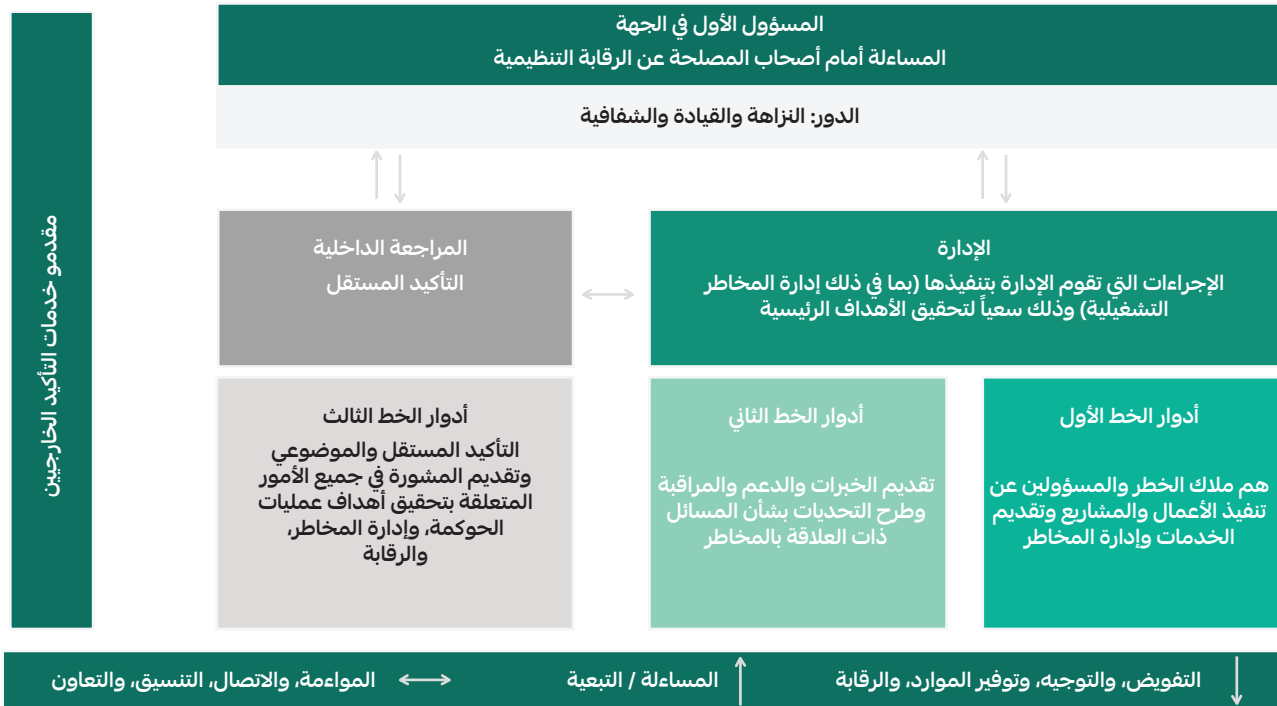 المسؤول الأول في الجهة
المساءلة أمام أصحاب المصلحة عن الرقابة التنظيمية
الدور: النزاهة والقيادة والشفافية
الإدارة
الإجراءات التي تقوم الإدارة بتنفيذها (بما في ذلك إدارة المخاطر
التشغيلية) وذلك سعياً لتحقيق الأهداف الرئيسية
المراجعة الداخلية
التأكيد المستقل
أدوار الخط الأول
هم ملاك الخطر والمسؤولين عن
تنفيذ الأعمال والمشاريع وتقديم
الخدمات وإدارة المخاطر
أدوار الخط الثاني
تقديم الخبرات والدعم والمراقبة
وطرح التحديات بشأن المسائل
ذات العلاقة بالمخاطر
أدوار الخط الثالث
التأكيد المستقل والموضوعي
وتقديم المشورة في جميع الأمور
المتعلقة بتحقيق أهداف عمليات
الحوكمة، وإدارة المخاطر،
والرقابة
مقدمو خدمات التأكيد الخارجيين
التفويض، والتوجيه، وتوفير الموارد، والرقابة
المساءلة / التبعية
المواءمة، والاتصال، التنسيق، والتعاون